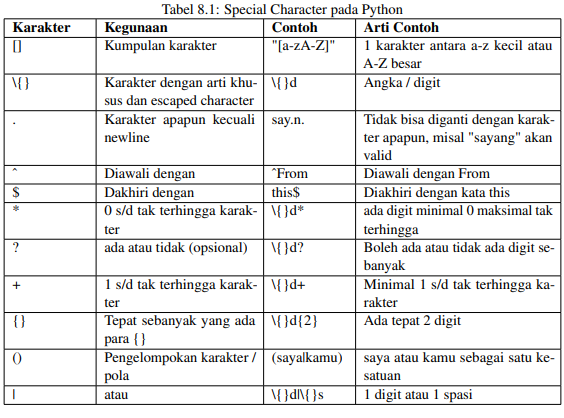 Tabel 8.1: Special Character pada Python
Karakter Kegunaan Contoh Arti Contoh
[] Kumpulan karakter "[a-zA-Z]" 1 karakter antara a-z kecil atau
A-Z besar
\{} Karakter dengan arti khu- \{}d Angka / digit
sus dan escaped character
. Karakter apapun kecuali say.n. Tidak bisa diganti dengan karak-
newline ter apapun, misal "sayang" akan
valid
ˆ Diawali dengan ˆFrom Diawali dengan From
$ Dakhiri dengan this$ Diakhiri dengan kata this
* 0 s/d tak terhingga karak- \{}d* ada digit minimal 0 maksimal tak
ter terhingga
? ada atau tidak (opsional) \{}d? Boleh ada atau tidak ada digit se-
banyak
+ 1 s/d tak terhingga karak- \{}d+ Minimal 1 s/d tak terhingga ka-
ter rakter
{} Tepat sebanyak yang ada \{}d{2} Ada tepat 2 digit
para {}
() Pengelompokan karakter / (saya|kamu) saya atau kamu sebagai satu ke-
pola satuan
| atau \{}d|\{}s 1 digit atau 1 spasi